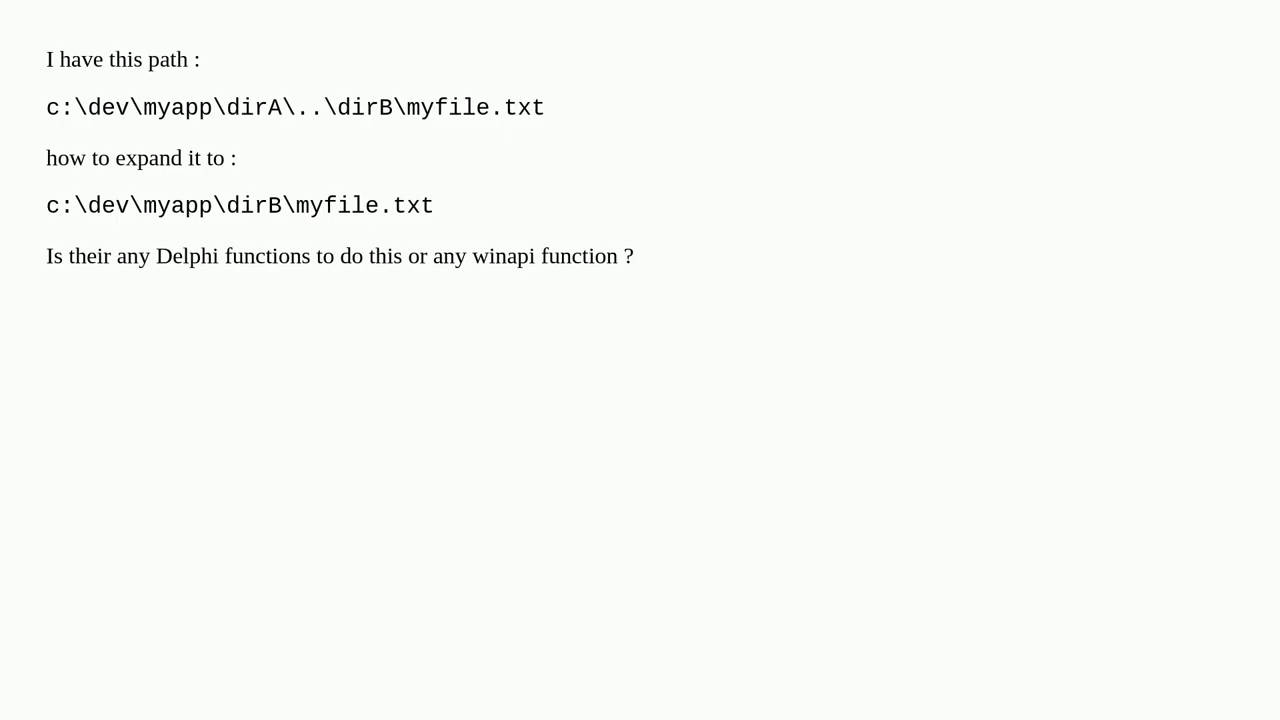 I have this path :
c:\dev\myapp\dirA\..\dirB\myfile.txt
how to expand it to :
c:\dev\myapp\dirB\myfile.txt
Is their any Delphi functions to do this or any winapi function ?